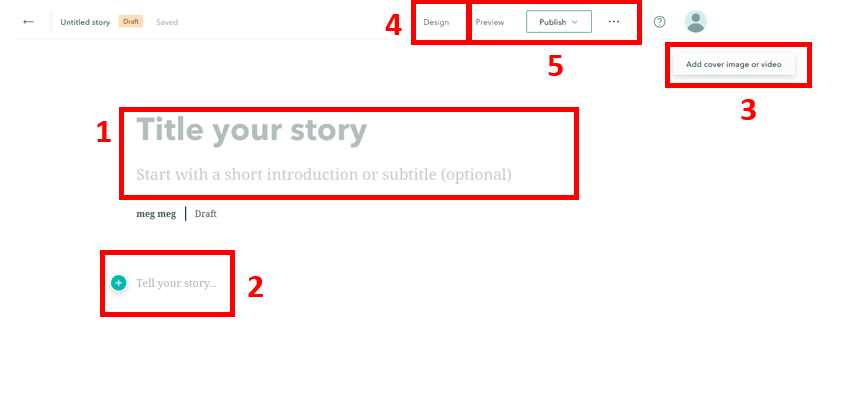 ← Untitled story Draft Saved 4 Design Preview Publish ... ?
5
Add cover image or video
3
1
Title your story
Start with a short introduction or subtitle (optional)
meg meg | Draft
+ Tell your story...
2